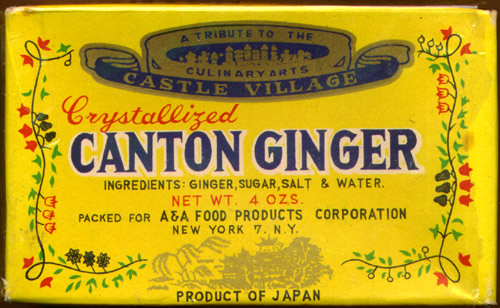 A TRIBUTE TO THE
CULINARY ARTS
CASTLE VILLAGE
Crystallized
CANTON GINGER
INGREDIENTS: GINGER, SUGAR, SALT & WATER.
NET WT. 4 OZS.
PACKED FOR A&A FOOD PRODUCTS CORPORATION
NEW YORK 7. N.Y.
PRODUCT OF JAPAN